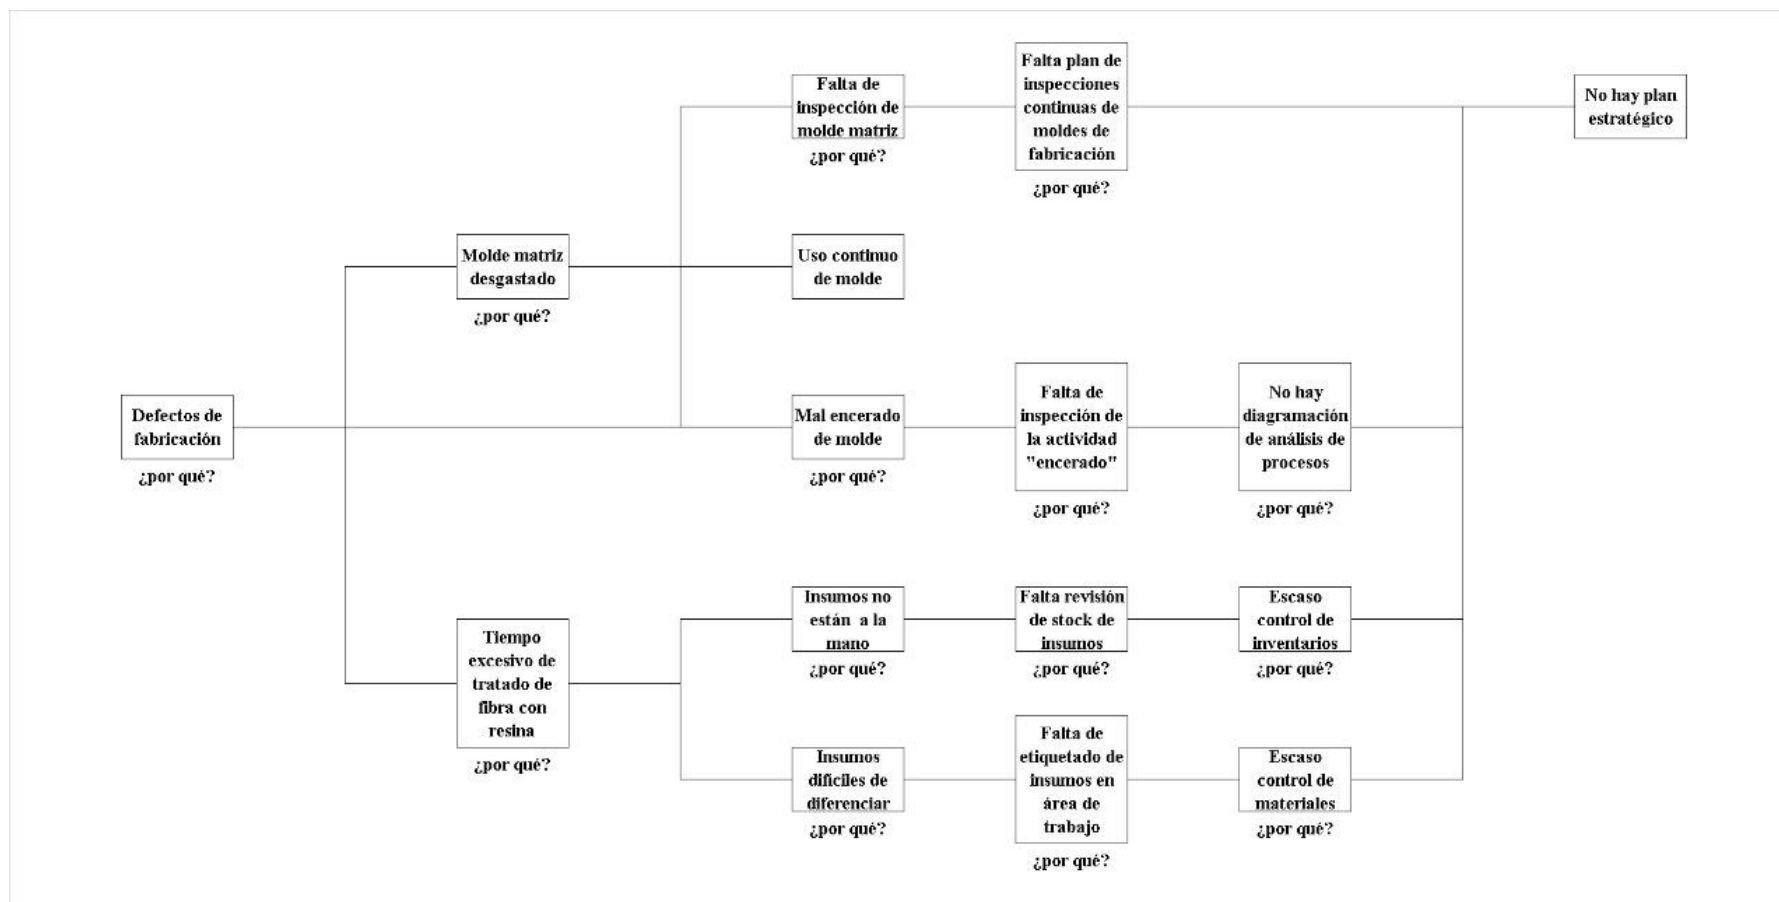 Falta de
inspección de
molde matriz
¿por qué?
Falta plan de
inspecciones
continuas de
moldes de
fabricación
¿por qué?
No hay plan
estratégico
Molde matriz
desgastado
¿por qué?
Uso continuo
de molde
Defectos de
fabricación
¿por qué?
Mal encerado
de molde
¿por qué?
Falta de
inspección de
la actividad
"encerado"
¿por qué?
No hay
diagramación
de análisis de
procesos
¿por qué?
Tiempo
excesivo de
tratado de
fibra con
resina
¿por qué?
Insumos no
están a la
mano
¿por qué?
Falta revisión
de stock de
insumos
¿por qué?
Escaso
control de
inventarios
¿por qué?
Insumos
difíciles de
diferenciar
¿por qué?
Falta de
etiquetado de
insumos en
área de
trabajo
¿por qué?
Escaso
control de
materiales
¿por qué?